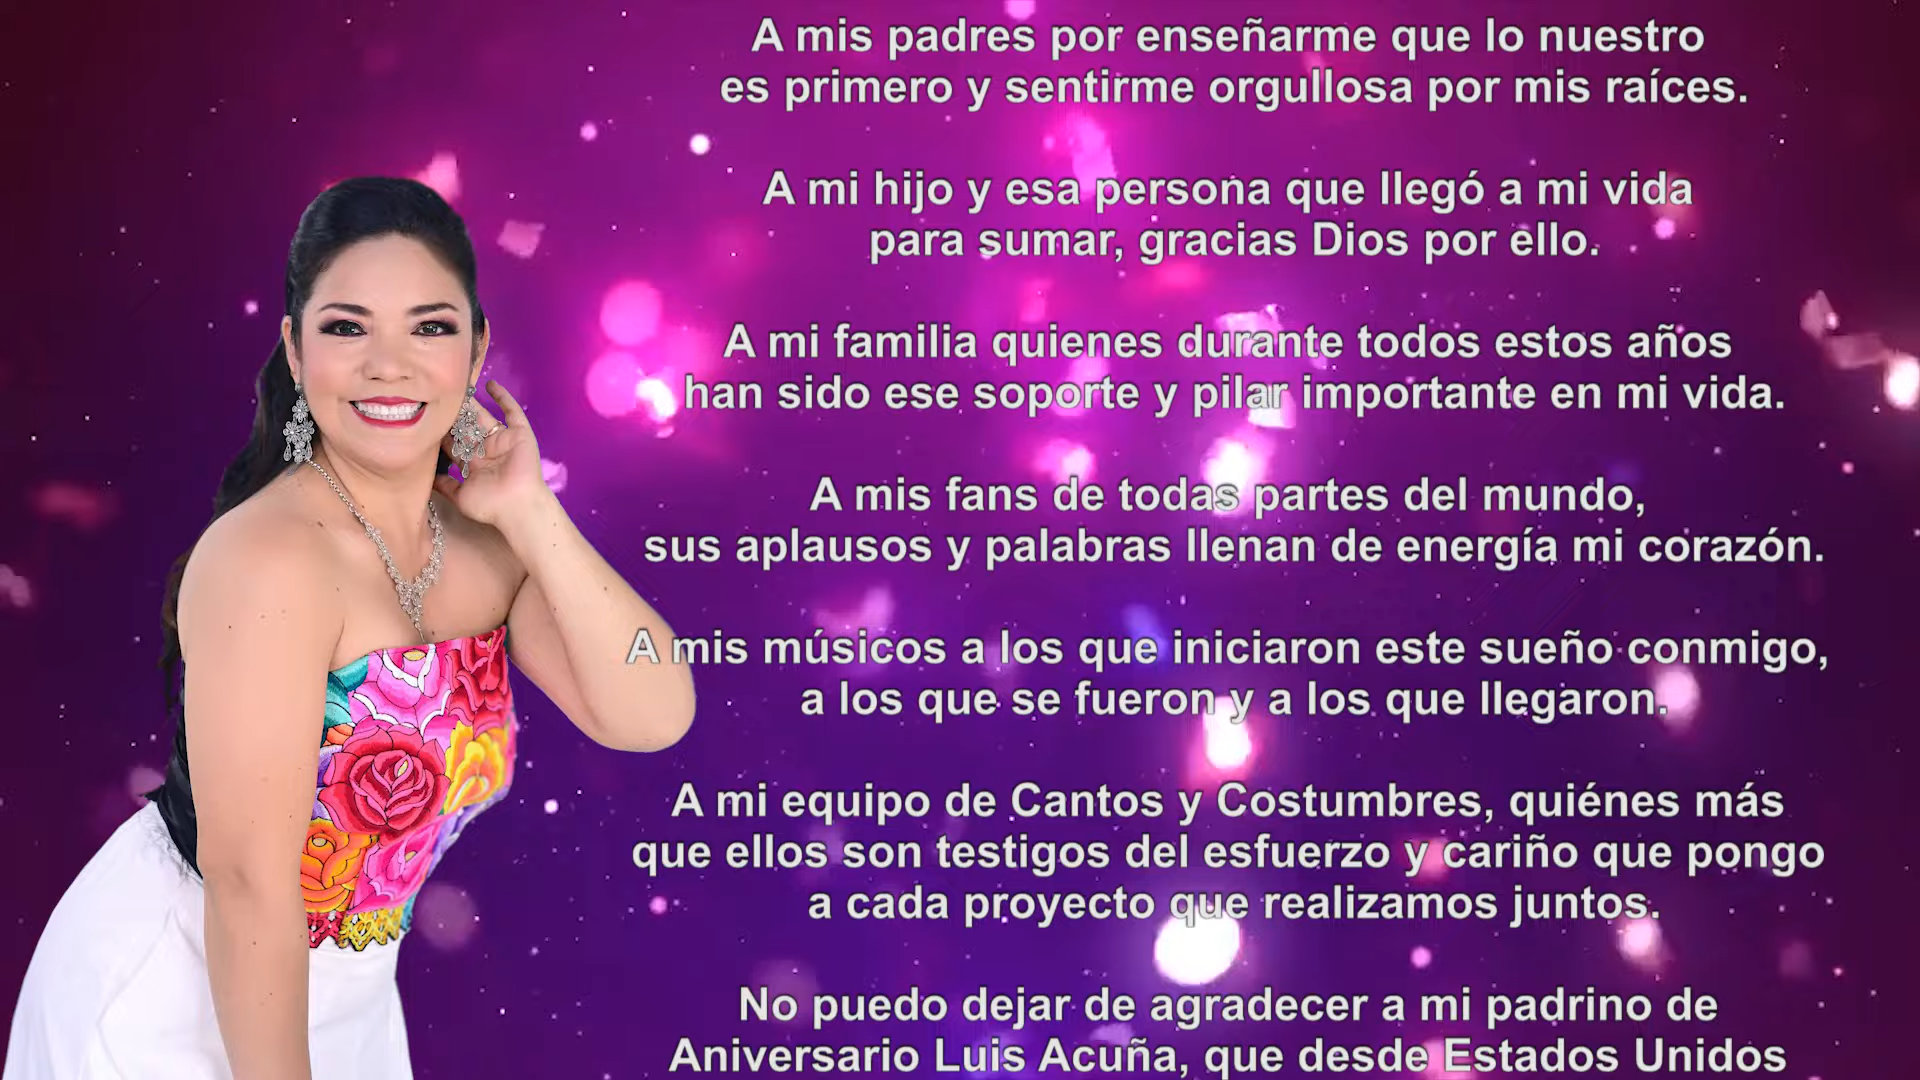 A mis padres por enseñarme que lo nuestro
es primero y sentirme orgullosa por mis raíces.
A mi hijo y esa persona que llegó a mi vida
para sumar, gracias Dios por ello.
A mi familia quienes durante todos estos años
han sido ese soporte y pilar importante en mi vida.
A mis fans de todas partes del mundo,
sus aplausos y palabras llenan de energía mi corazón.
A mis músicos a los que iniciaron este sueño conmigo,
a los que se fueron y a los que llegaron.
A mi equipo de Cantos y Costumbres, quiénes más
que ellos son testigos del esfuerzo y cariño que pongo
a cada proyecto que realizamos juntos.
No puedo dejar de agradecer a mi padrino de
Aniversario Luis Acuña, que desde Estados Unidos